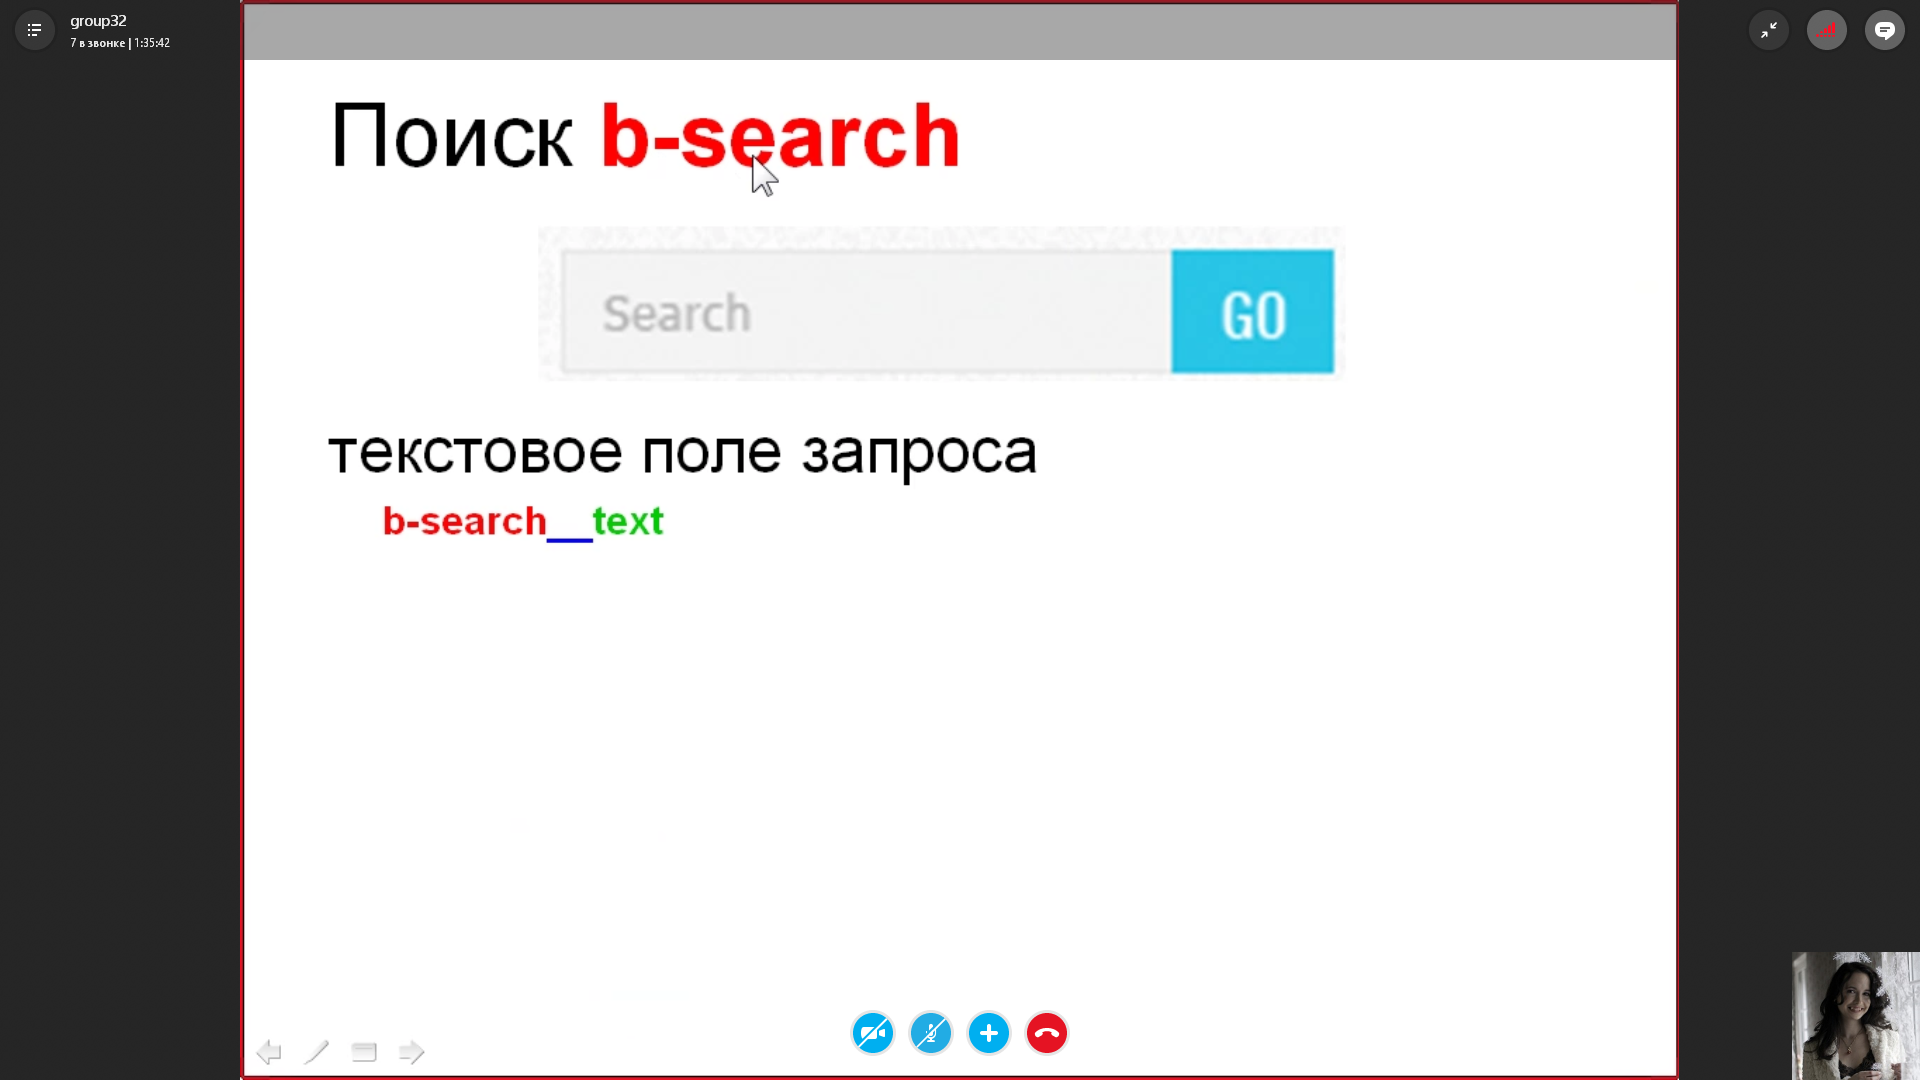 group32
7 в звонке | 1:35:42
Поиск b-search
Search
GO
текстовое поле запроса
b-search__text